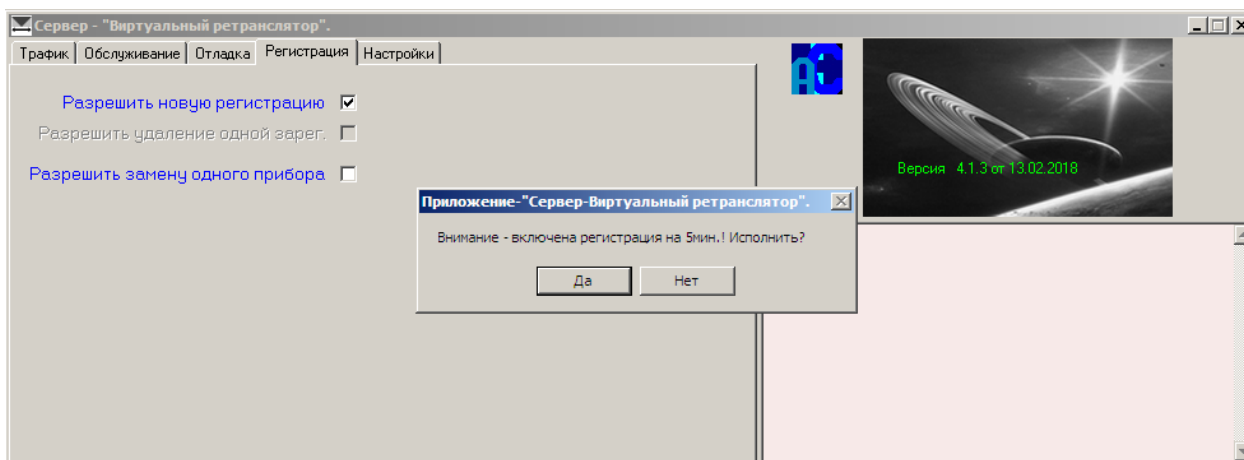 Сервер - "Виртуальный ретранслятор".
Трафик Обслуживание Отладка Регистрация Настройки
Разрешить новую регистрацию
Разрешить удаление одной зарег.
Разрешить замену одного прибора
АС
Версия 4.1.3 от 13.02.2018
Приложение-"Сервер-Виртуальный ретранслятор".
Внимание - включена регистрация на 5мин.! Исполнить?
Да Нет